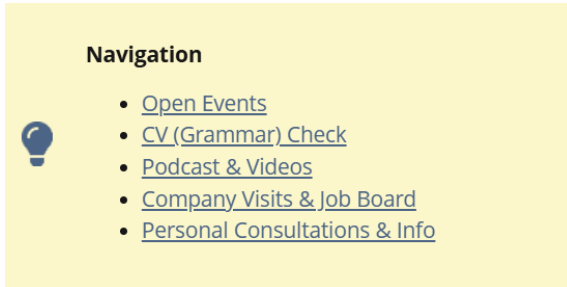 Navigation
Open Events
CV (Grammar) Check
Podcast & Videos
Company Visits & Job Board
Personal Consultations & Info